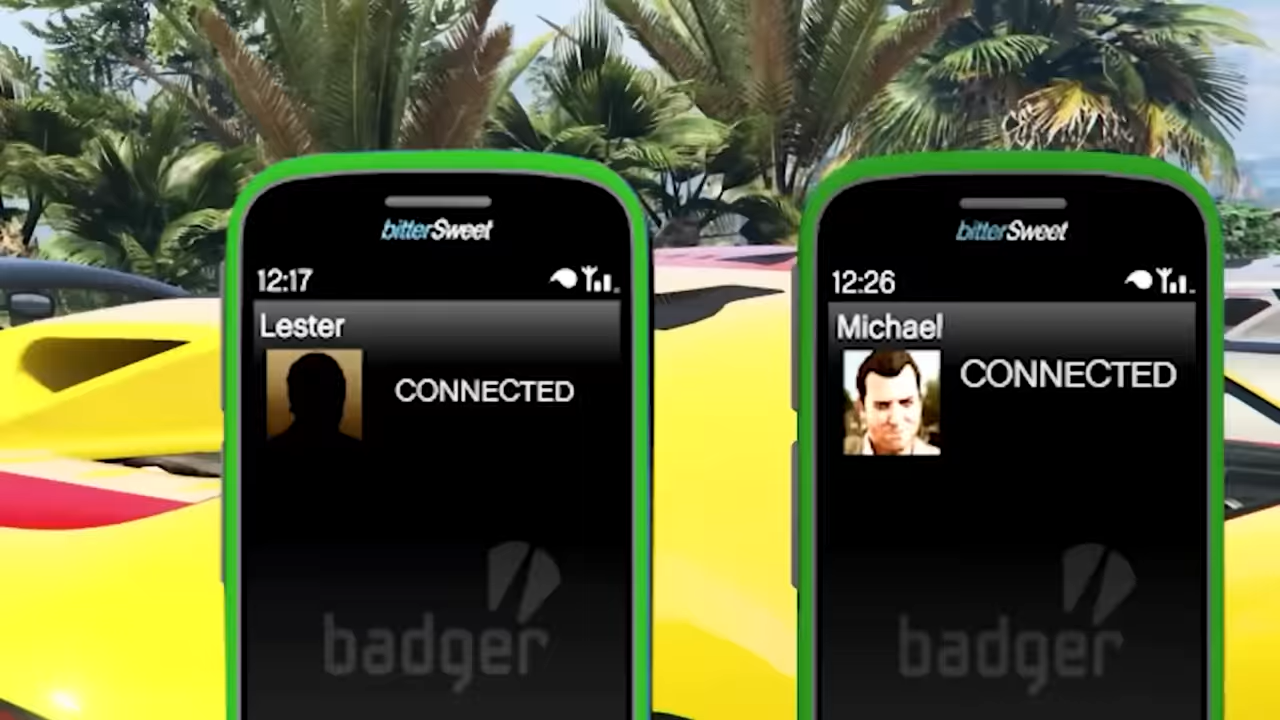 bitterSweet
12:17
Lester
CONNECTED
badger
bitterSweet
12:26
Michael
CONNECTED
badger